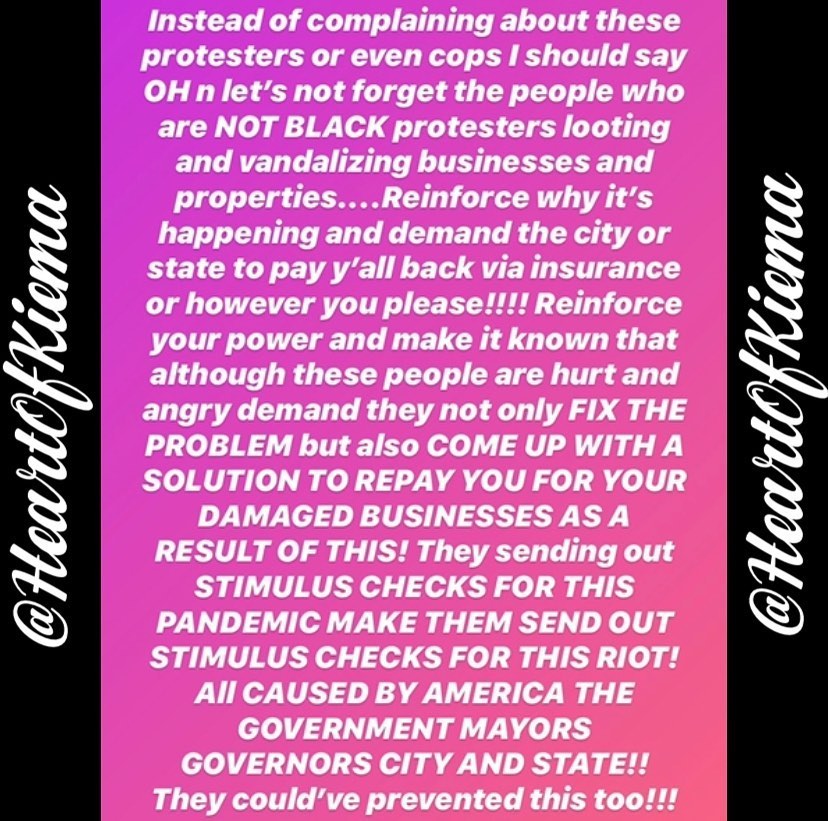 Instead of complaining about these
protesters or even cops I should say
OH n let's not forget the people who
are NOT BLACK protesters looting
and vandalizing businesses and
properties....Reinforce why it's
happening and demand the city or
state to pay y'all back via insurance
or however you please!!!! Reinforce
your power and make it known that
although these people are hurt and
angry demand they not only FIX THE
PROBLEM but also COME UP WITH A
SOLUTION TO REPAY YOU FOR YOUR
DAMAGED BUSINESSES AS A
RESULT OF THIS! They sending out
STIMULUS CHECKS FOR THIS
PANDEMIC MAKE THEM SEND OUT
STIMULUS CHECKS FOR THIS RIOT!
All CAUSED BY AMERICA THE
GOVERNMENT MAYORS
GOVERNORS CITY AND STATE!!
They could've prevented this too!!!
@HeartOfKiema
@HeartOfKiema